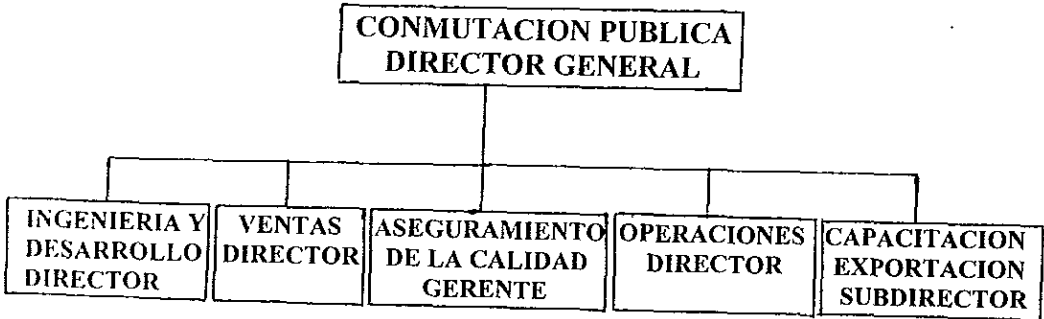 CONMUTACION PUBLICA
DIRECTOR GENERAL
INGENIERIA Y
DESARROLLO
DIRECTOR
VENTAS
DIRECTOR
ASEGURAMIENTO
DE LA CALIDAD
GERENTE
OPERACIONES
DIRECTOR
CAPACITACION
EXPORTACION
SUBDIRECTOR